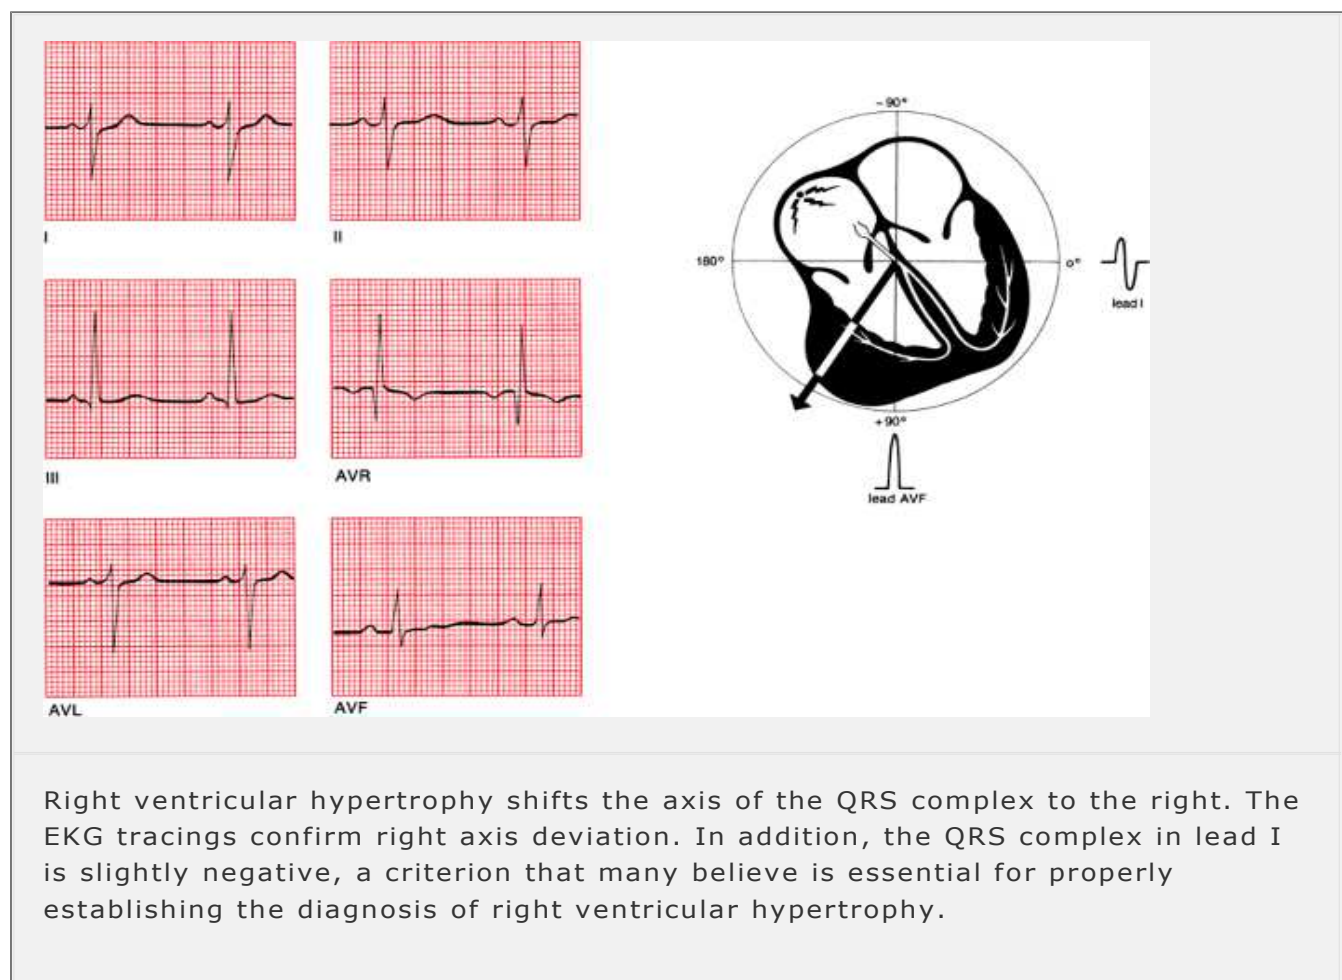 I
II
III
AVR
AVL
AVF
-90°
180°
0°
lead I
+90°
lead AVF
Right ventricular hypertrophy shifts the axis of the QRS complex to the right. The
EKG tracings confirm right axis deviation. In addition, the QRS complex in lead I
is slightly negative, a criterion that many believe is essential for properly
establishing the diagnosis of right ventricular hypertrophy.